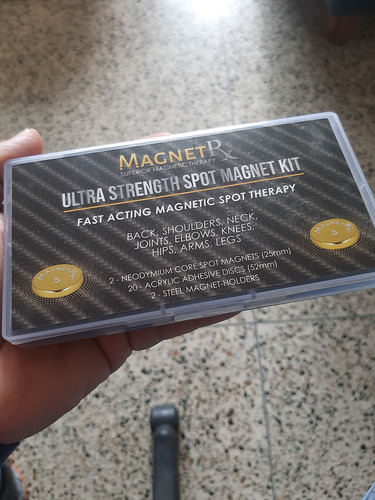 MAGNETRX
SUPERIOR MAGNETIC THERAPY
ULTRA STRENGTH SPOT MAGNET KIT
FAST ACTING MAGNETIC SPOT THERAPY
BACK, SHOULDERS, NECK,
JOINTS, ELBOWS, KNEES,
HIPS, ARMS, LEGS
2 - NEODYMIUM CORE SPOT MAGNETS (25mm)
20 - ACRYLIC ADHESIVE DISCS (52mm)
2 - STEEL MAGNET-HOLDERS
MAGNETRX
S
MAGNETRX
S